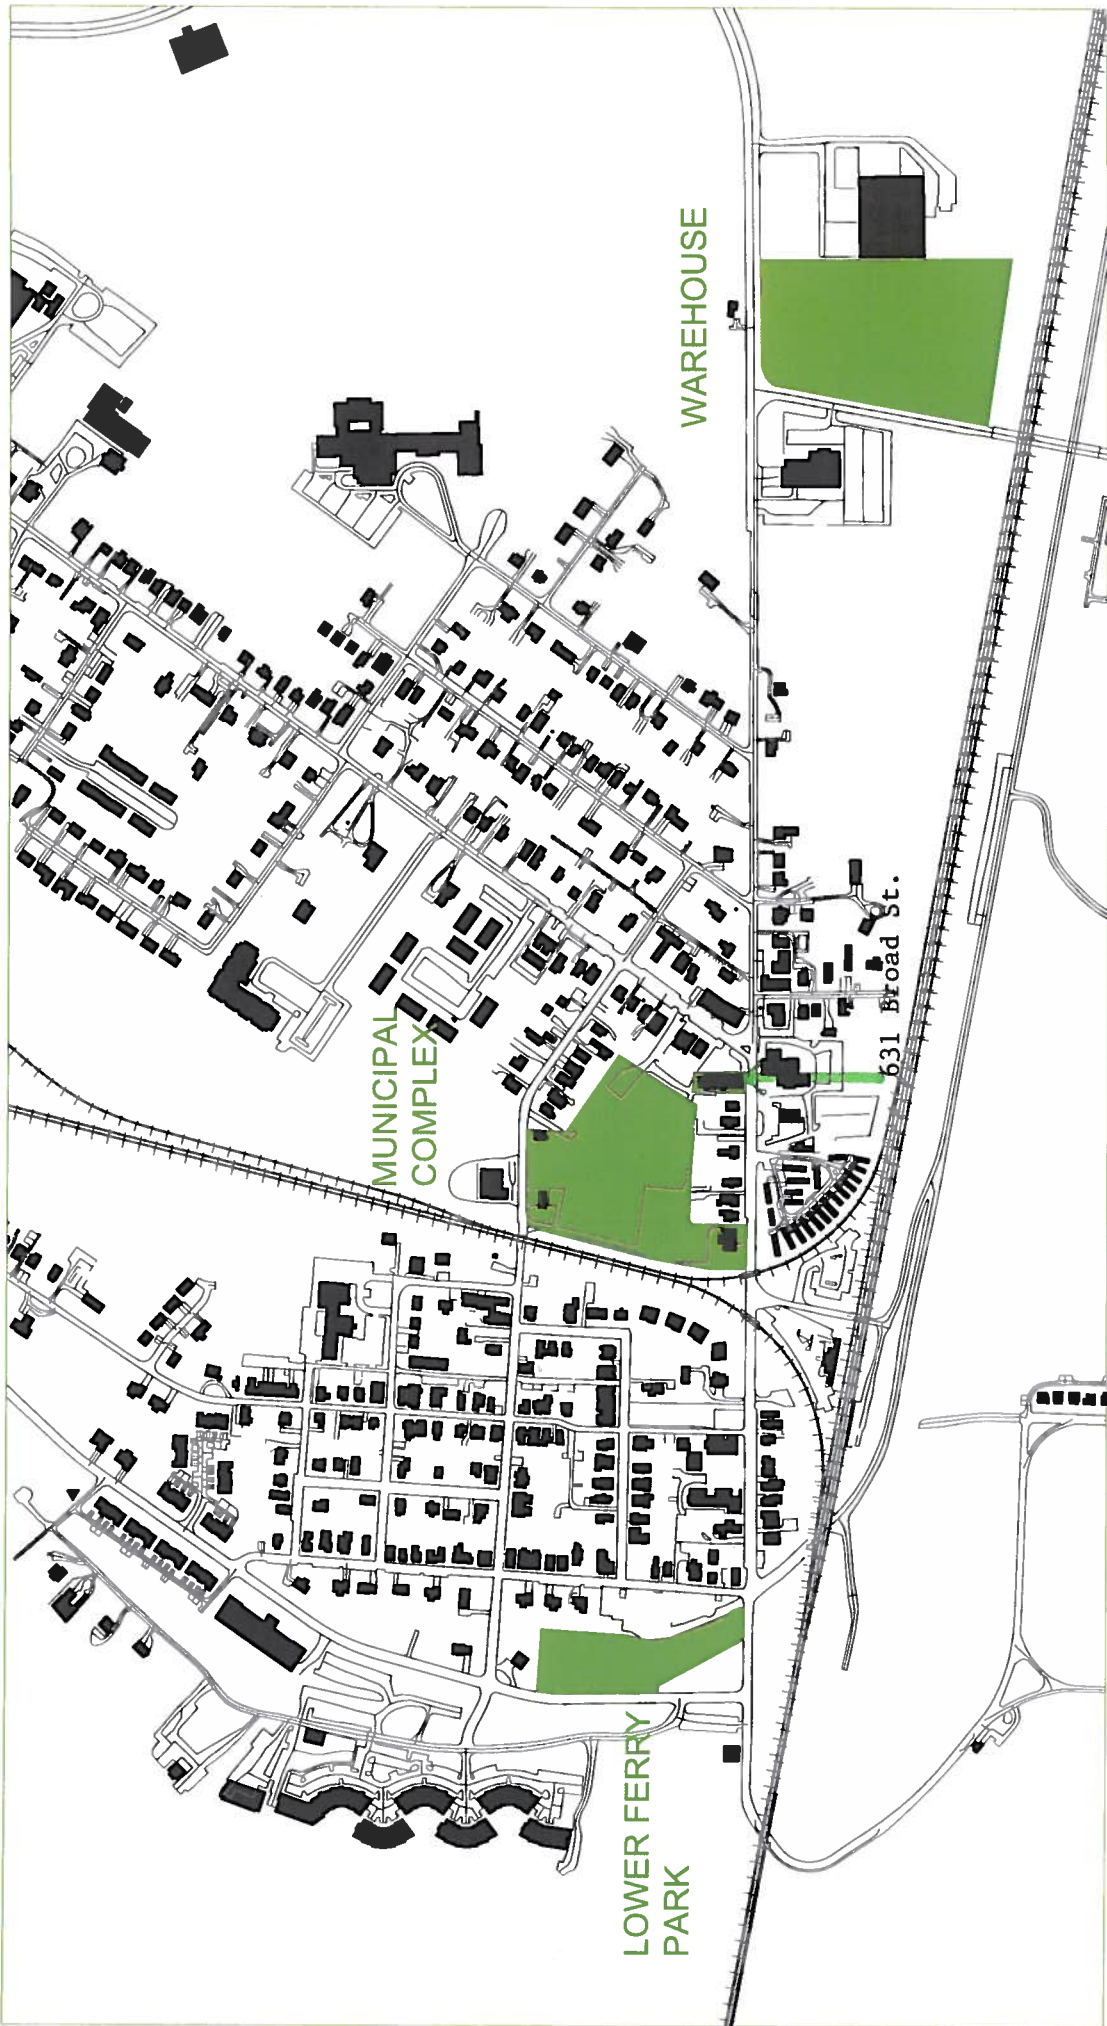 WAREHOUSE
MUNICIPAL
COMPLEX
631 Broad St.
LOWER FERRY
PARK